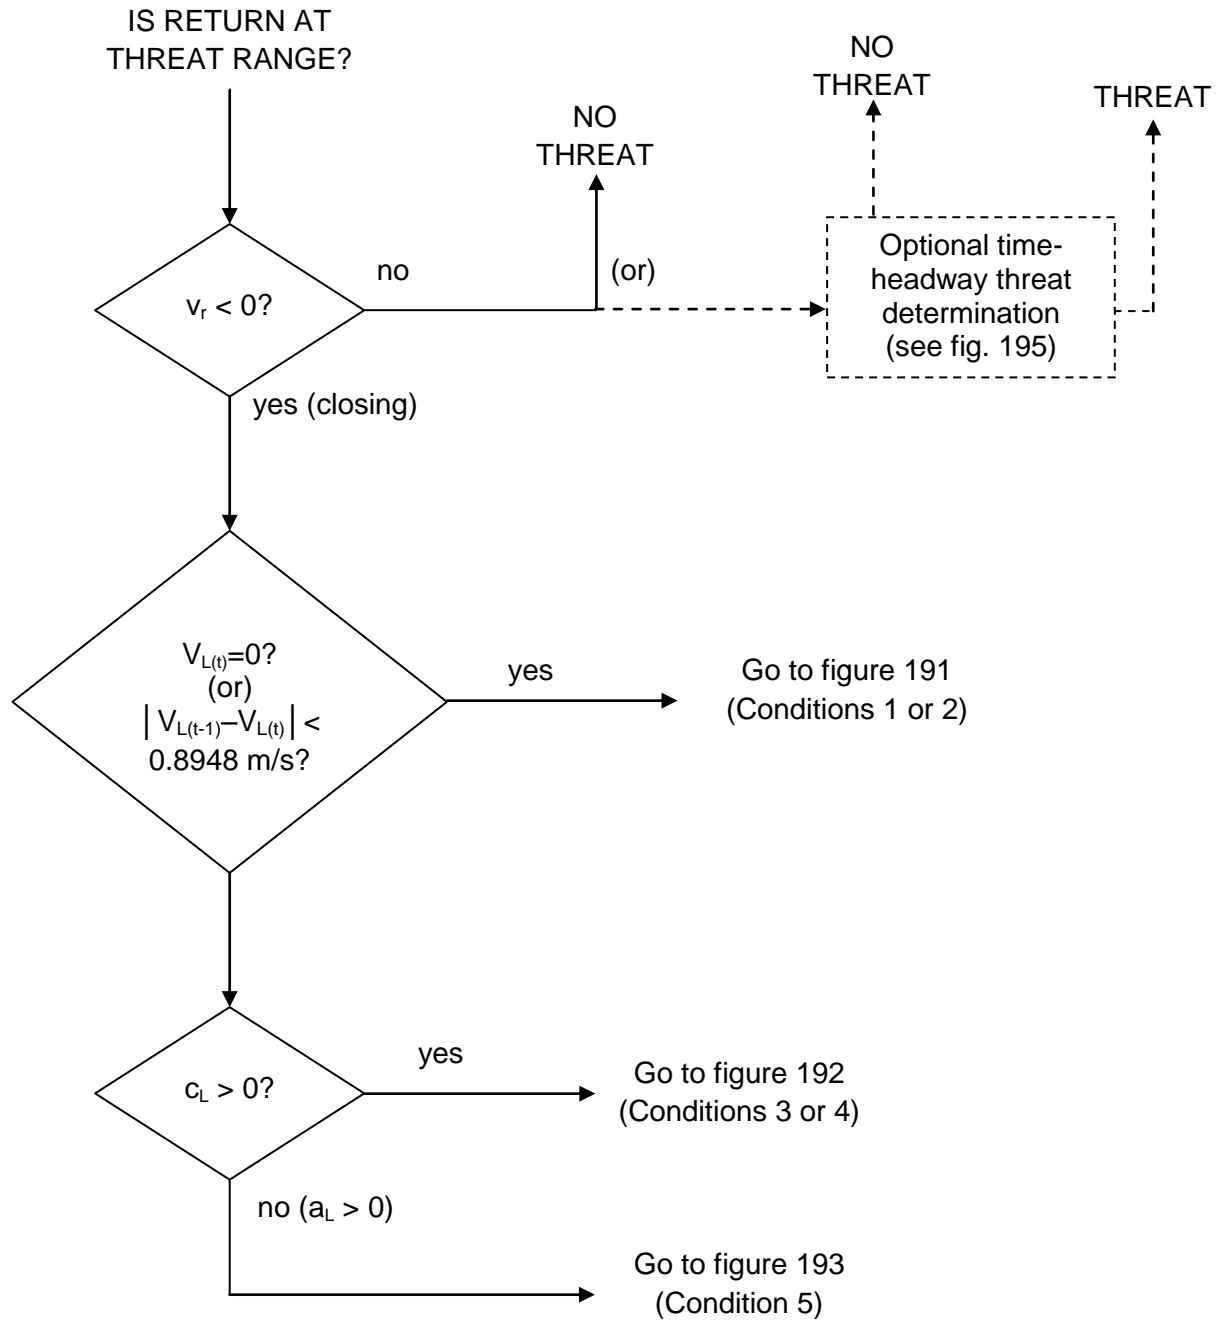 IS RETURN AT
THREAT RANGE?
NO
THREAT
THREAT
NO
THREAT
no
(or)
Optional time-
headway threat
determination
(see fig. 195)
v_r < 0?
yes (closing)
V_L(t)=0?
(or)
| V_L(t-1)–V_L(t)| <
0.8948 m/s?
yes
Go to figure 191
(Conditions 1 or 2)
c_L > 0?
yes
Go to figure 192
(Conditions 3 or 4)
no (a_L > 0)
Go to figure 193
(Condition 5)